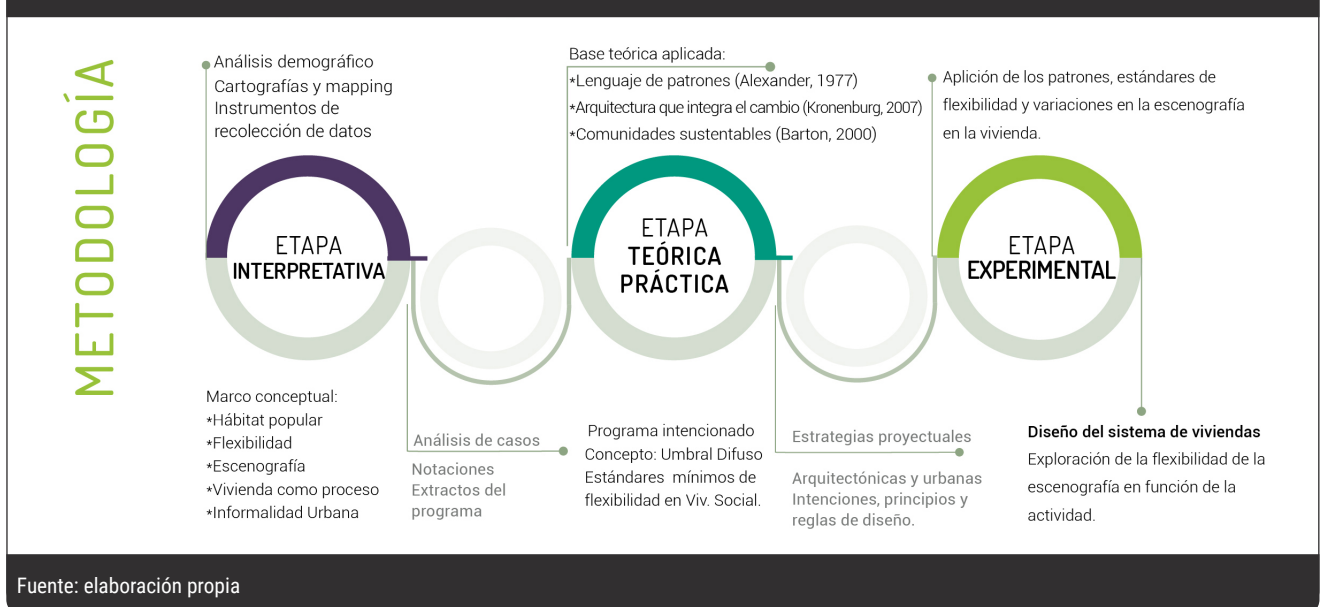 METODOLOGÍA
Análisis demográfico
Cartografías y mapping
Instrumentos de
recolección de datos
ETAPA
INTERPRETATIVA
Marco conceptual:
*Hábitat popular
*Flexibilidad
*Escenografía
*Vivienda como proceso
*Informalidad Urbana
Análisis de casos
Notaciones
Extractos del
programa
Base teórica aplicada:
*Lenguaje de patrones (Alexander, 1977)
*Arquitectura que integra el cambio (Kronenburg, 2007)
*Comunidades sustentables (Barton, 2000)
ETAPA
TEÓRICA
PRÁCTICA
Programa intencionado
Concepto: Umbral Difuso
Estándares mínimos de
flexibilidad en Viv. Social.
Estrategias proyectuales
Arquitectónicas y urbanas
Intenciones, principios y
reglas de diseño.
Aplición de los patrones, estándares de
flexibilidad y variaciones en la escenografía
en la vivienda.
ETAPA
EXPERIMENTAL
Diseño del sistema de viviendas
Exploración de la flexibilidad de la
escenografía en función de la
actividad.
Fuente: elaboración propia